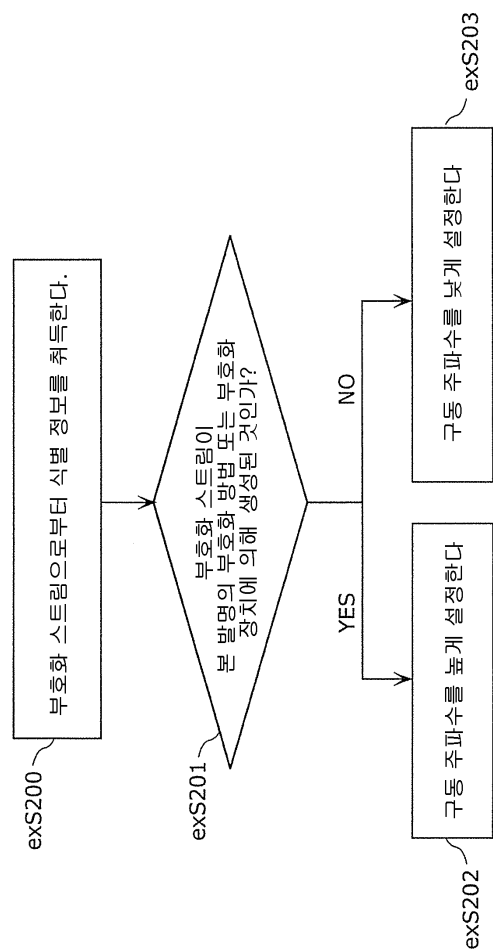 exS200
부호화 스트림으로부터 식별 정보를 취득한다.
exS201
부호화 스트림이
본 발명의 부호화 방법 또는 부호화
장치에 의해 생성된 것인가?
YES
NO
exS202
구동 주파수를 높게 설정한다
구동 주파수를 낮게 설정한다
exS203